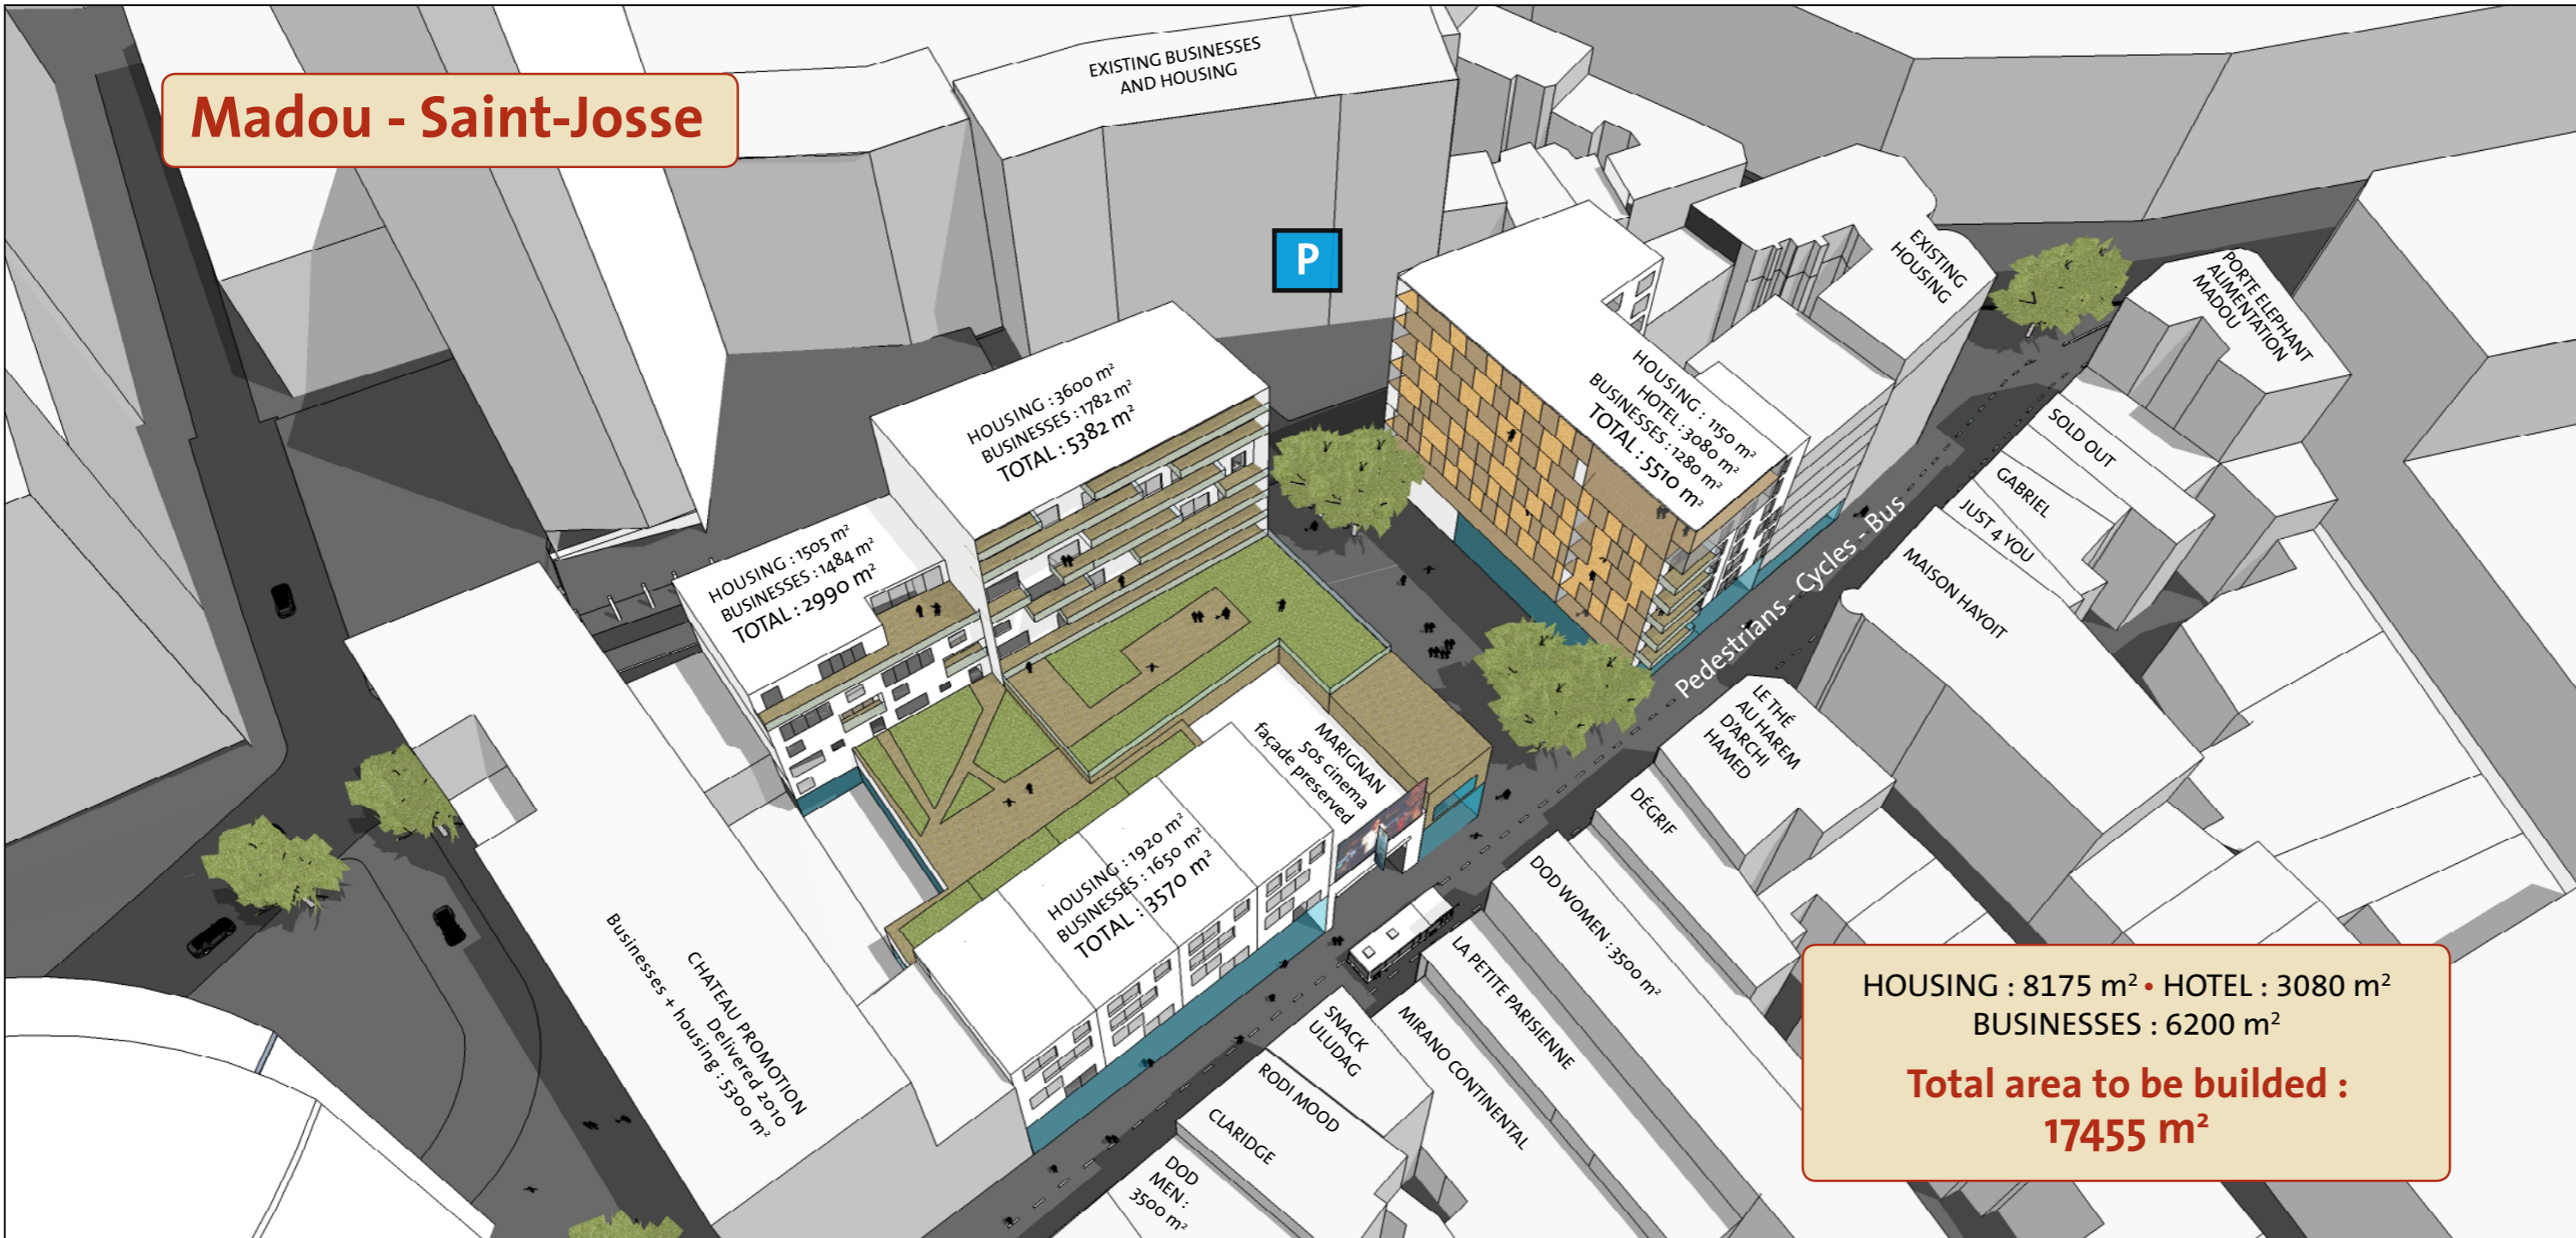 Madou - Saint-Josse
EXISTING BUSINESSES
AND HOUSING
P
EXISTING
HOUSING
PORTE ELEPHANT
ALIMENTATION
MADOU
HOUSING : 3600 m²
BUSINESSES : 1782 m²
TOTAL : 5382 m²
HOUSING : 1150 m²
HOTEL : 3080 m²
BUSINESSES : 1280 m²
TOTAL : 5510 m²
SOLD OUT
GABRIEL
JUST 4 YOU
MAISON HAYOIT
HOUSING : 1505 m²
BUSINESSES : 1484 m²
TOTAL : 2990 m²
Pedestrians - Cycles - Bus
LE THÉ
AU HAREM
D'ARCHI
HAMED
MARIGNAN
50s cinema
façade preserved
DÉGRIF
HOUSING : 1920 m²
BUSINESSES : 1650 m²
TOTAL : 3570 m²
DOD WOMEN : 3500 m²
LA PETITE PARISIENNE
MIRANO CONTINENTAL
CHATEAU PROMOTION
Delivered 2010
Businesses + housing : 5300 m²
SNACK
ULUDAG
RODI MOOD
CLARIDGE
DOD
MEN :
3500 m²
HOUSING : 8175 m² • HOTEL : 3080 m²
BUSINESSES : 6200 m²
Total area to be builded :
17455 m²